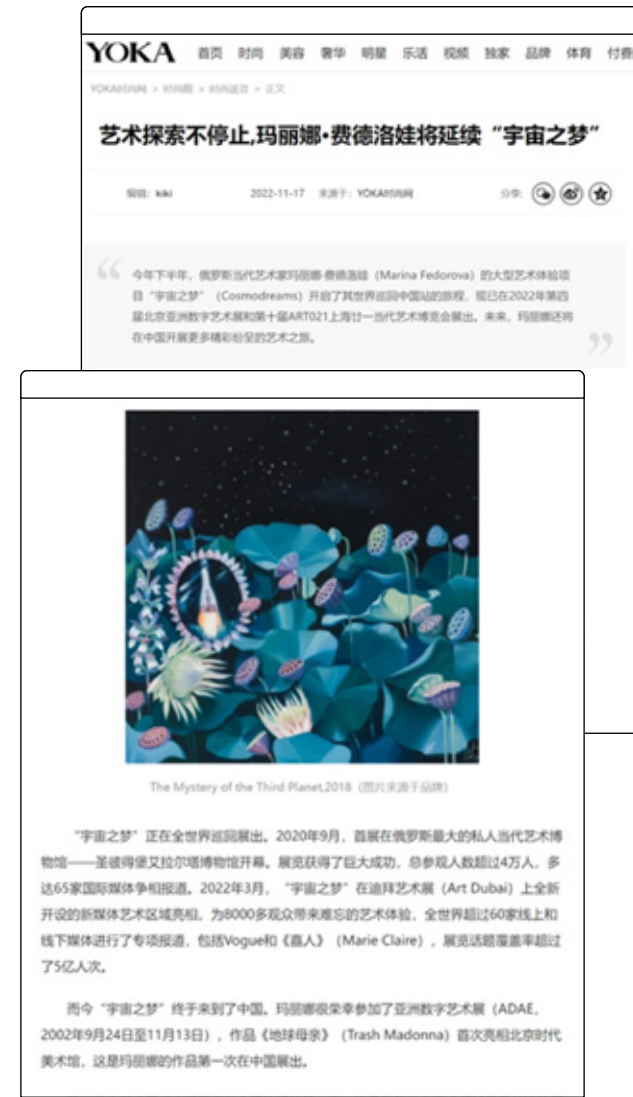 YOKA 首页 时尚 美容 奢华 明星 乐活 视频 独家 品牌 体育 付费
YOKA时尚网 > 时尚圈 > 时尚资讯 > 正文
艺术探索不停止,玛丽娜•费德洛娃将延续“宇宙之梦”
编辑: kiki 2022-11-17 来源于: YOKA时尚网 分享:
今年下半年，俄罗斯当代艺术家玛丽娜·费德洛娃（Marina Fedorova）的大型艺术体验项
目“宇宙之梦”（Cosmodreams）开启了其世界巡回中国站的旅程，现已在2022年第四
届北京亚洲数字艺术展和第十届ART021上海廿一当代艺术博览会展出。未来，玛丽娜还将
在中国开展更多精彩纷呈的艺术之旅。
The Mystery of the Third Planet,2018 (图片来源于品牌)
“宇宙之梦”正在全世界巡回展出。2020年9月，首展在俄罗斯最大的私人当代艺术博
物馆——圣彼得堡艾拉尔塔博物馆开幕。展览获得了巨大成功，总参观人数超过4万人，多
达65家国际媒体争相报道。2022年3月，“宇宙之梦”在迪拜艺术展（Art Dubai）上全新
开设的新媒体艺术区域亮相，为8000多观众带来难忘的艺术体验，全世界超过60家线上和
线下媒体进行了专项报道，包括Vogue和《嘉人》（Marie Claire），展览话题覆盖率超过
了5亿人次。
而今“宇宙之梦”终于来到了中国。玛丽娜很荣幸参加了亚洲数字艺术展（ADAE,
2002年9月24日至11月13日），作品《地球母亲》（Trash Madonna）首次亮相北京时代
美术馆，这是玛丽娜的作品第一次在中国展出。